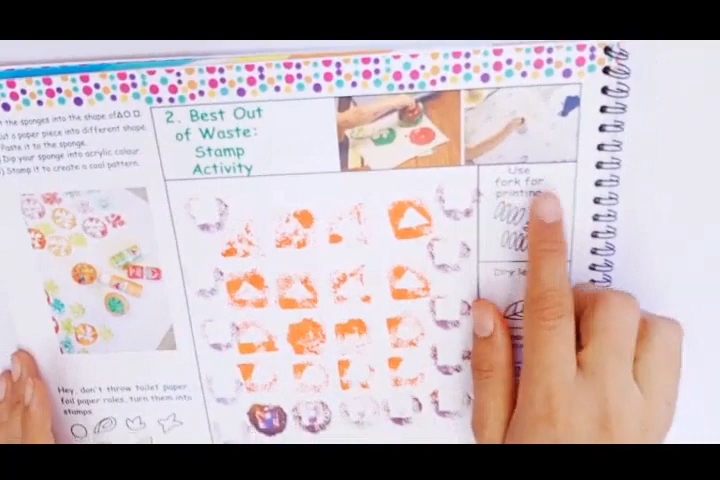 the sponges into the shape of △○□
a paper piece into different shape.
Paste it to the sponge.
Dip your sponge into acrylic colour.
Stamp it to create a cool pattern.
2. Best Out
of Waste:
Stamp
Activity
Use
fork for
printing
Hey, don't throw toilet paper
foil paper roles, turn them into
stamps.